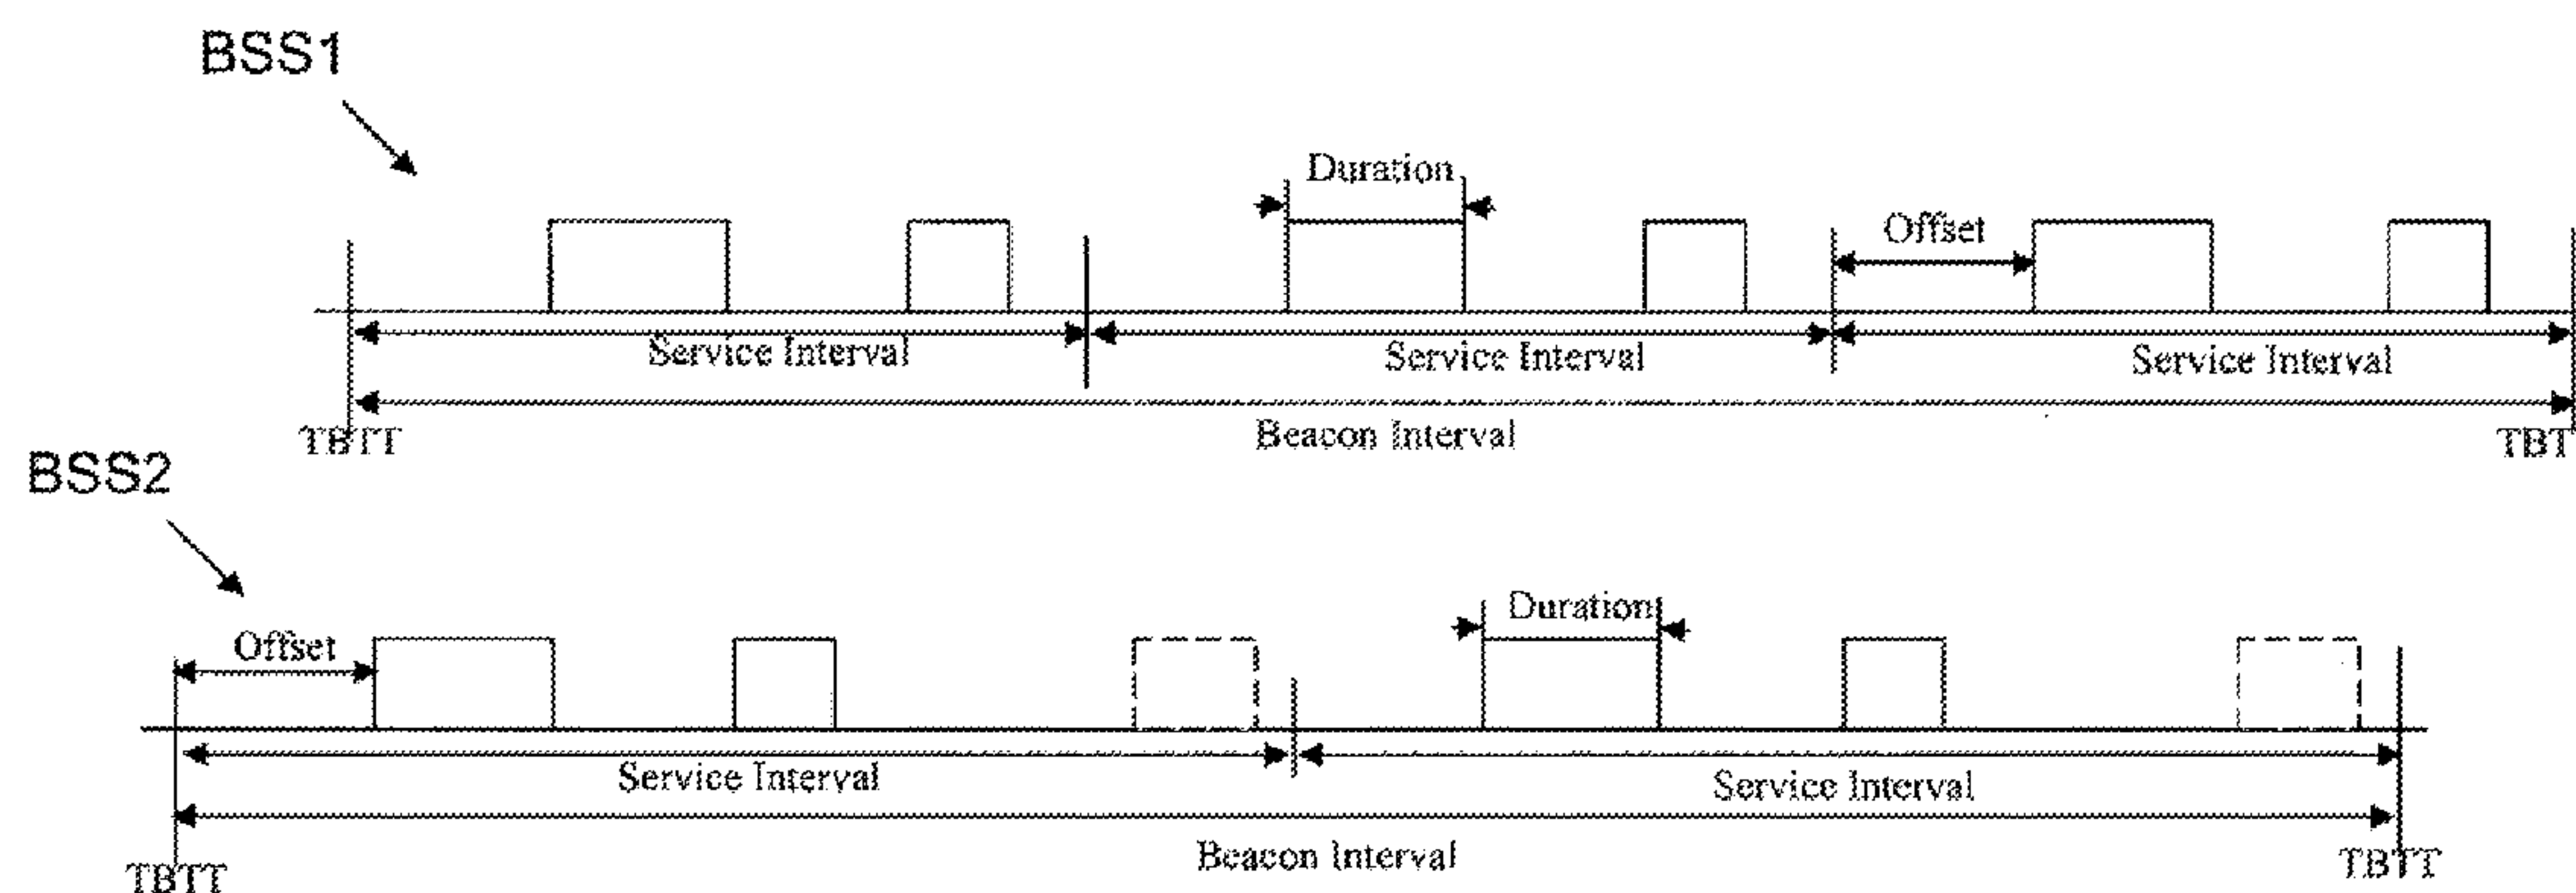 BSS1
Duration
Offset
Service Interval
Service Interval
Service Interval
TBTT
Beacon Interval
TBT
BSS2
Offset
Duration
Service Interval
Service Interval
TBTT
Beacon Interval
TBTT